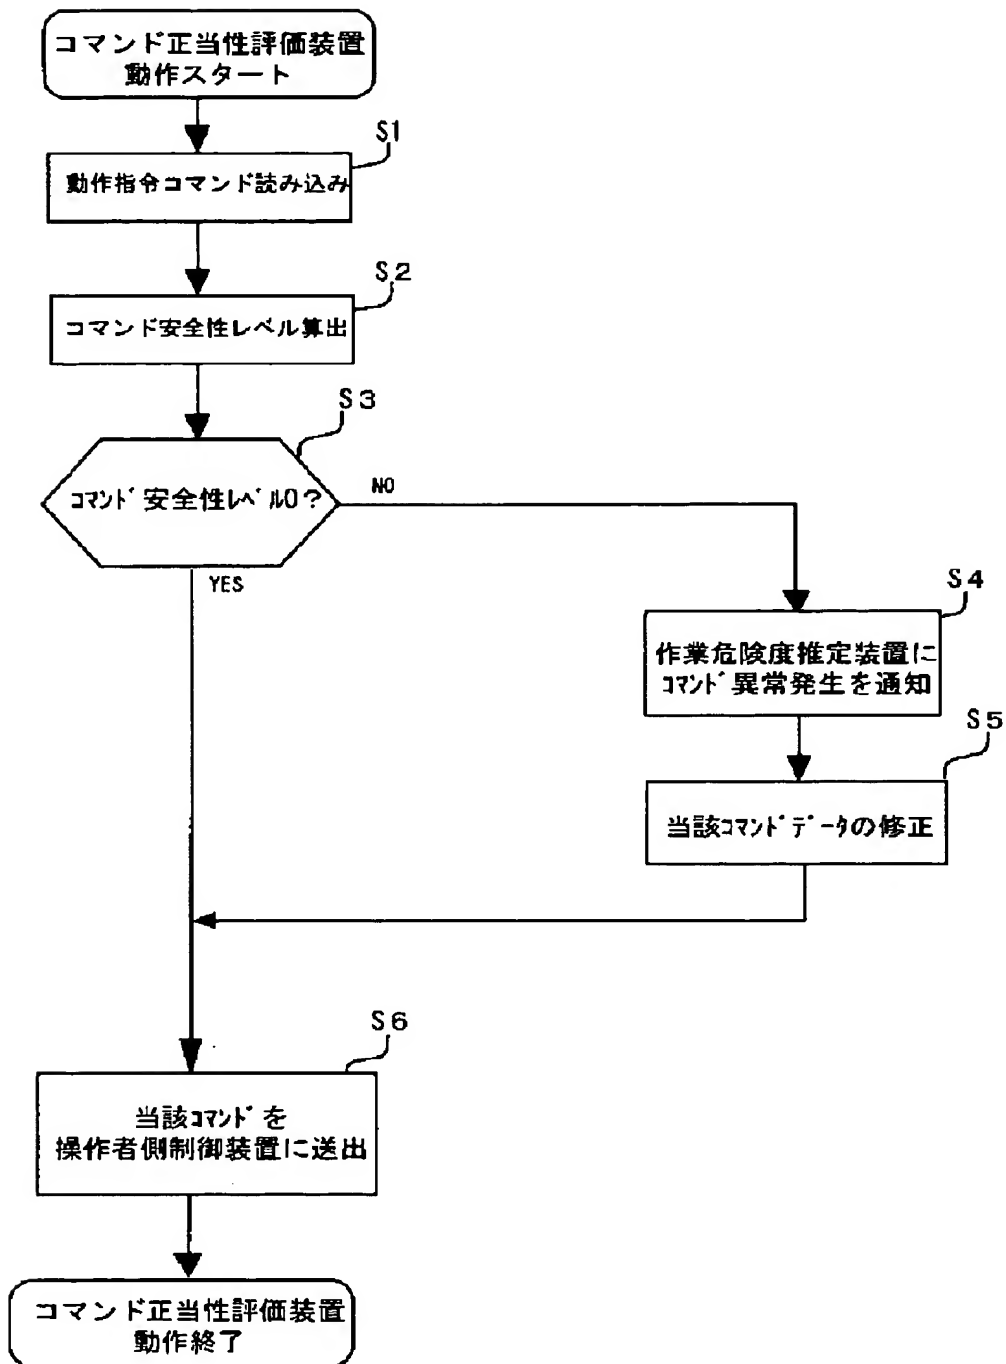 コマンド正当性評価装置
動作スタート
S1
動作指令コマンド読み込み
S2
コマンド安全性レベル算出
S3
ｺﾏﾝﾄﾞ安全性ﾚﾍﾞﾙ0？
NO
YES
S4
作業危険度推定装置に
ｺﾏﾝﾄﾞ異常発生を通知
S5
当該ｺﾏﾝﾄﾞﾃﾞｰﾀの修正
S6
当該ｺﾏﾝﾄﾞを
操作者側制御装置に送出
コマンド正当性評価装置
動作終了